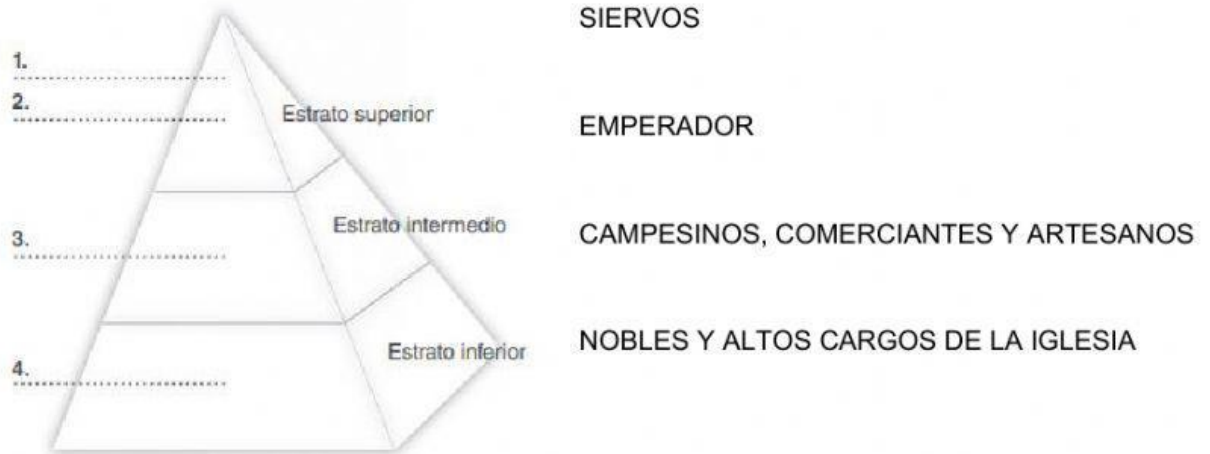 1.
2.
3.
4.
Estrato superior
Estrato intermedio
Estrato inferior
SIERVOS
EMPERADOR
CAMPESINOS, COMERCIANTES Y ARTESANOS
NOBLES Y ALTOS CARGOS DE LA IGLESIA